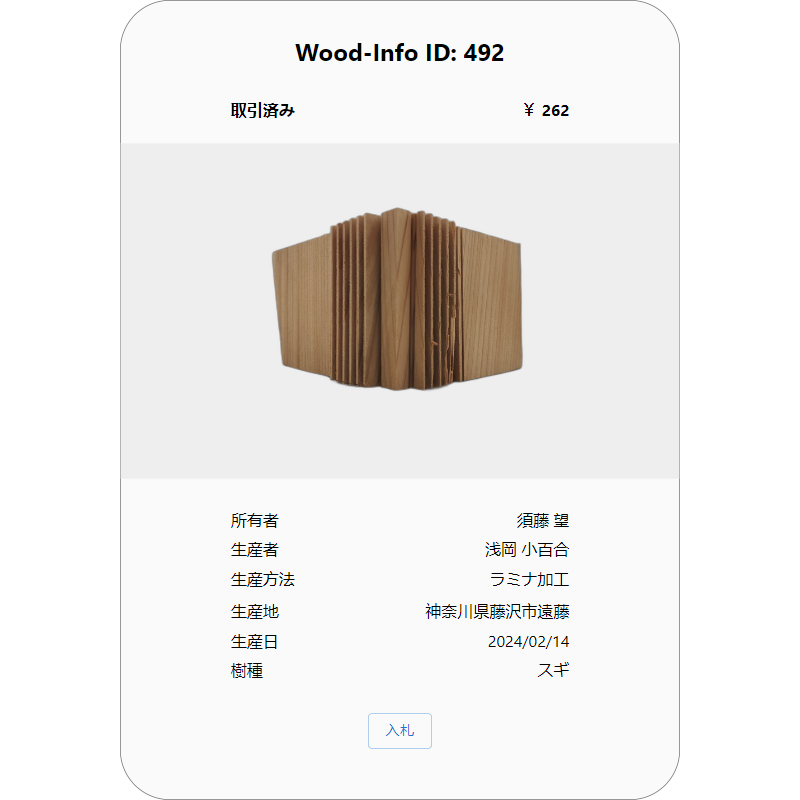 Wood-Info ID: 492
取引済み ¥ 262
所有者 須藤 望
生産者 浅岡 小百合
生産方法 ラミナ加工
生産地 神奈川県藤沢市遠藤
生産日 2024/02/14
樹種 スギ
入札